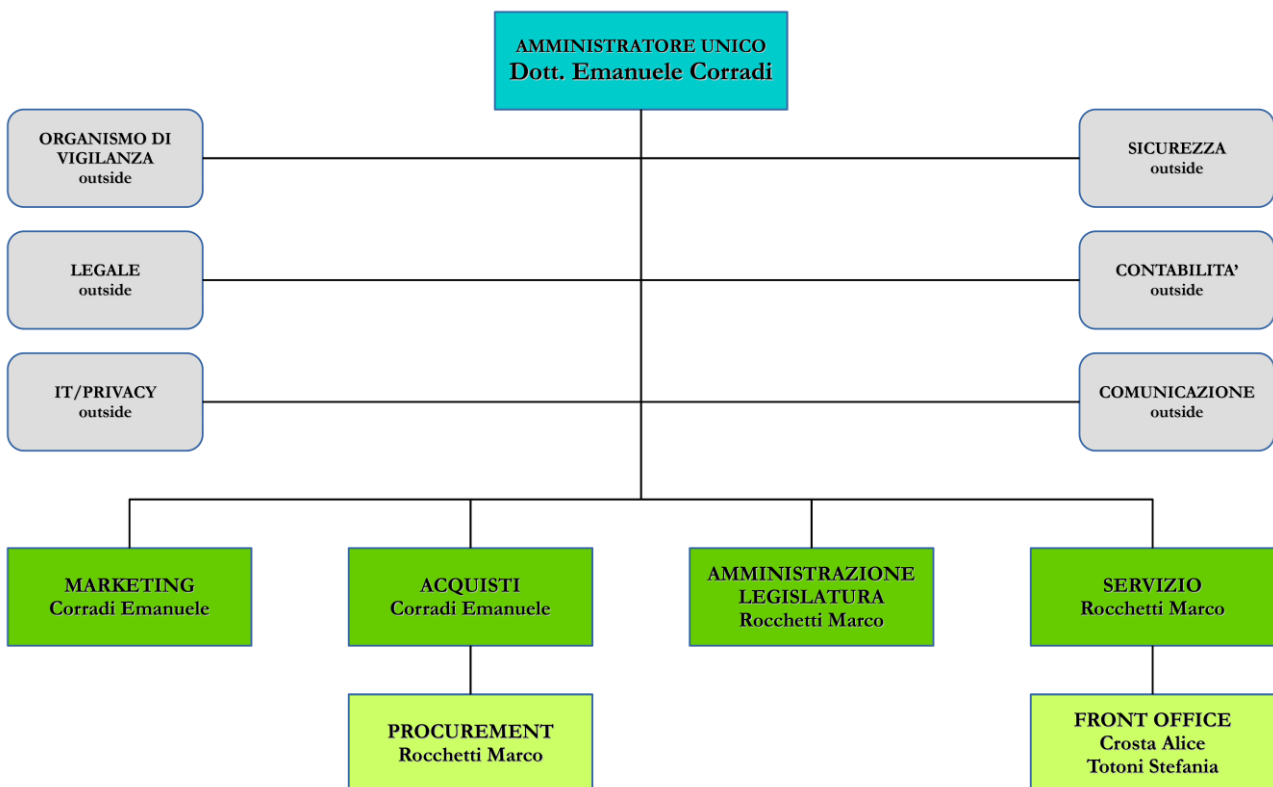 AMMINISTRATORE UNICO
Dott. Emanuele Corradi
ORGANISMO DI
VIGILANZA
outside
SICUREZZA
outside
LEGALE
outside
CONTABILITA’
outside
IT/PRIVACY
outside
COMUNICAZIONE
outside
MARKETING
Corradi Emanuele
ACQUISTI
Corradi Emanuele
AMMINISTRAZIONE
LEGISLATURA
Rocchetti Marco
SERVIZIO
Rocchetti Marco
PROCUREMENT
Rocchetti Marco
FRONT OFFICE
Crosta Alice
Totoni Stefania